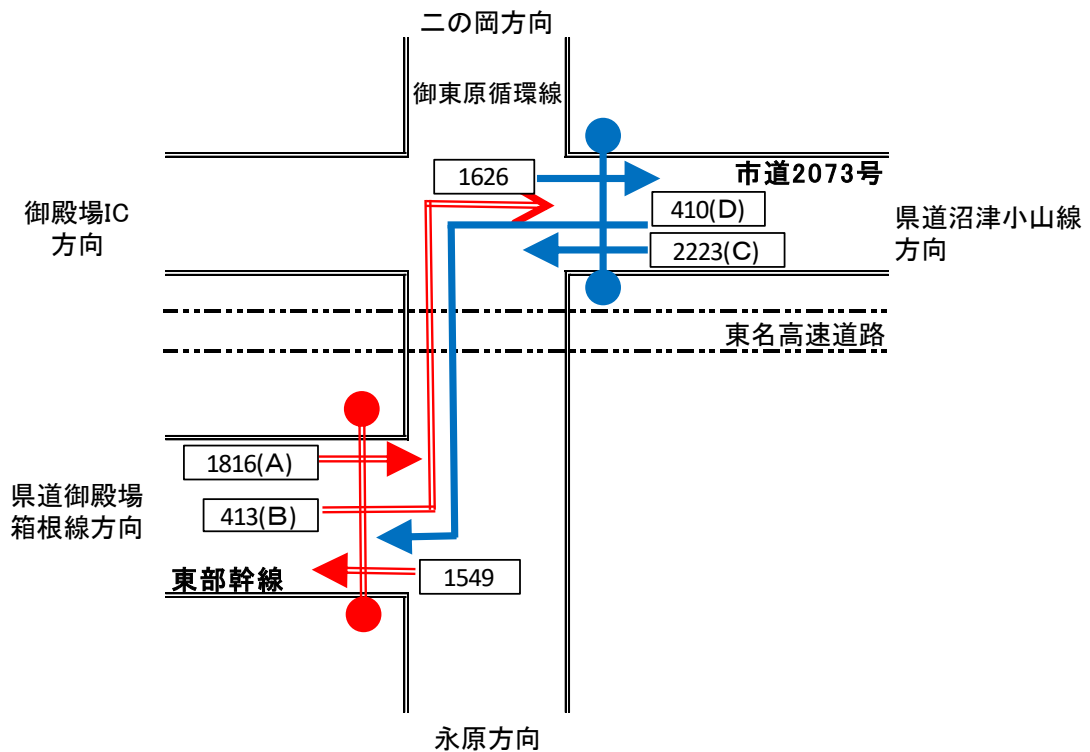 二の岡方向
御東原循環線
1626
市道2073号
御殿場IC
方向
410(D)
2223(C)
県道沼津小山線
方向
東名高速道路
1816(A)
県道御殿場
箱根線方向
413(B)
東部幹線
1549
永原方向